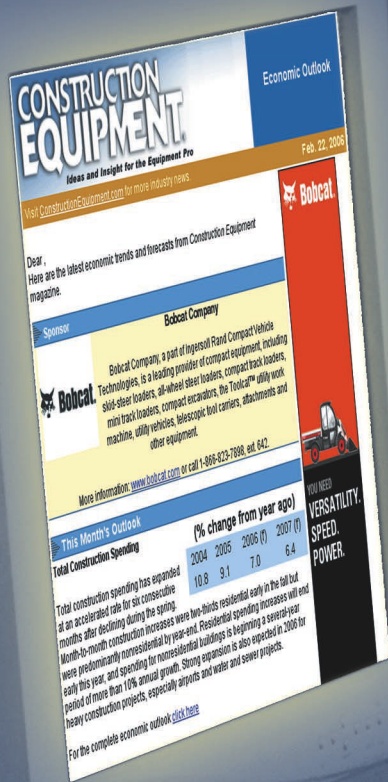 CONSTRUCTION
EQUIPMENT.
Ideas and Insight for the Equipment Pro
Economic Outlook
Visit ConstructionEquipment.com for more industry news
Feb. 22, 2006
Dear ,
Here are the latest economic trends and forecasts from Construction Equipment
magazine.
Sponsor
Bobcat Company
Bobcat.
Bobcat Company, a part of Ingersoll Rand Compact Vehicle
Technologies, is a leading provider of compact equipment, including
skid-steer loaders, all-wheel steer loaders, compact track loaders,
mini track loaders, compact excavators, the Toolcat™ utility work
machine, utility vehicles, telescopic tool carriers, attachments and
other equipment.
More information: www.bobcat.com or call 1-866-823-7898, ext. 642.
This Month's Outlook
Total Construction Spending
(% change from year ago)
2004 2005 2006 (f) 2007 (f)
10.8 9.1 7.0 6.4
Total construction spending has expanded
at an accelerated rate for six consecutive
months after declining during the spring.
Month-to-month construction increases were two-thirds residential early in the fall but
were predominantly nonresidential by year-end. Residential spending increases will end
early this year, and spending for nonresidential buildings is beginning a several-year
period of more than 10% annual growth. Strong expansion is also expected in 2006 for
heavy construction projects, especially airports and water and sewer projects.
For the complete economic outlook click here
Bobcat.
YOU NEED
VERSATILITY.
SPEED.
POWER.